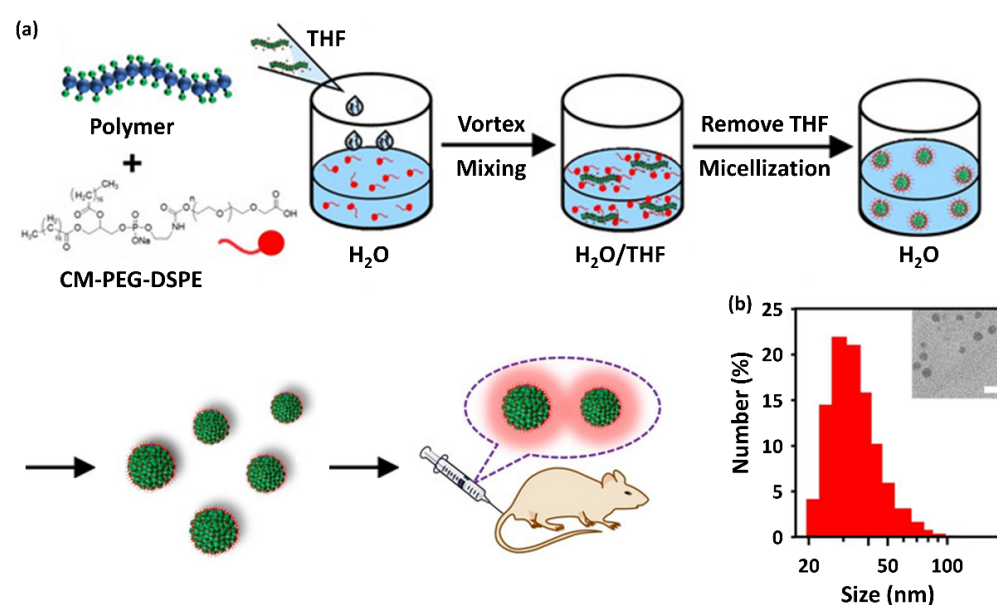 (a)
THF
Polymer
+
CM-PEG-DSPE
H₂O
Vortex
Mixing
H₂O/THF
Remove THF
Micellization
H₂O
(b)
Number (%)
25
20
15
10
5
0
20
50
100
Size (nm)